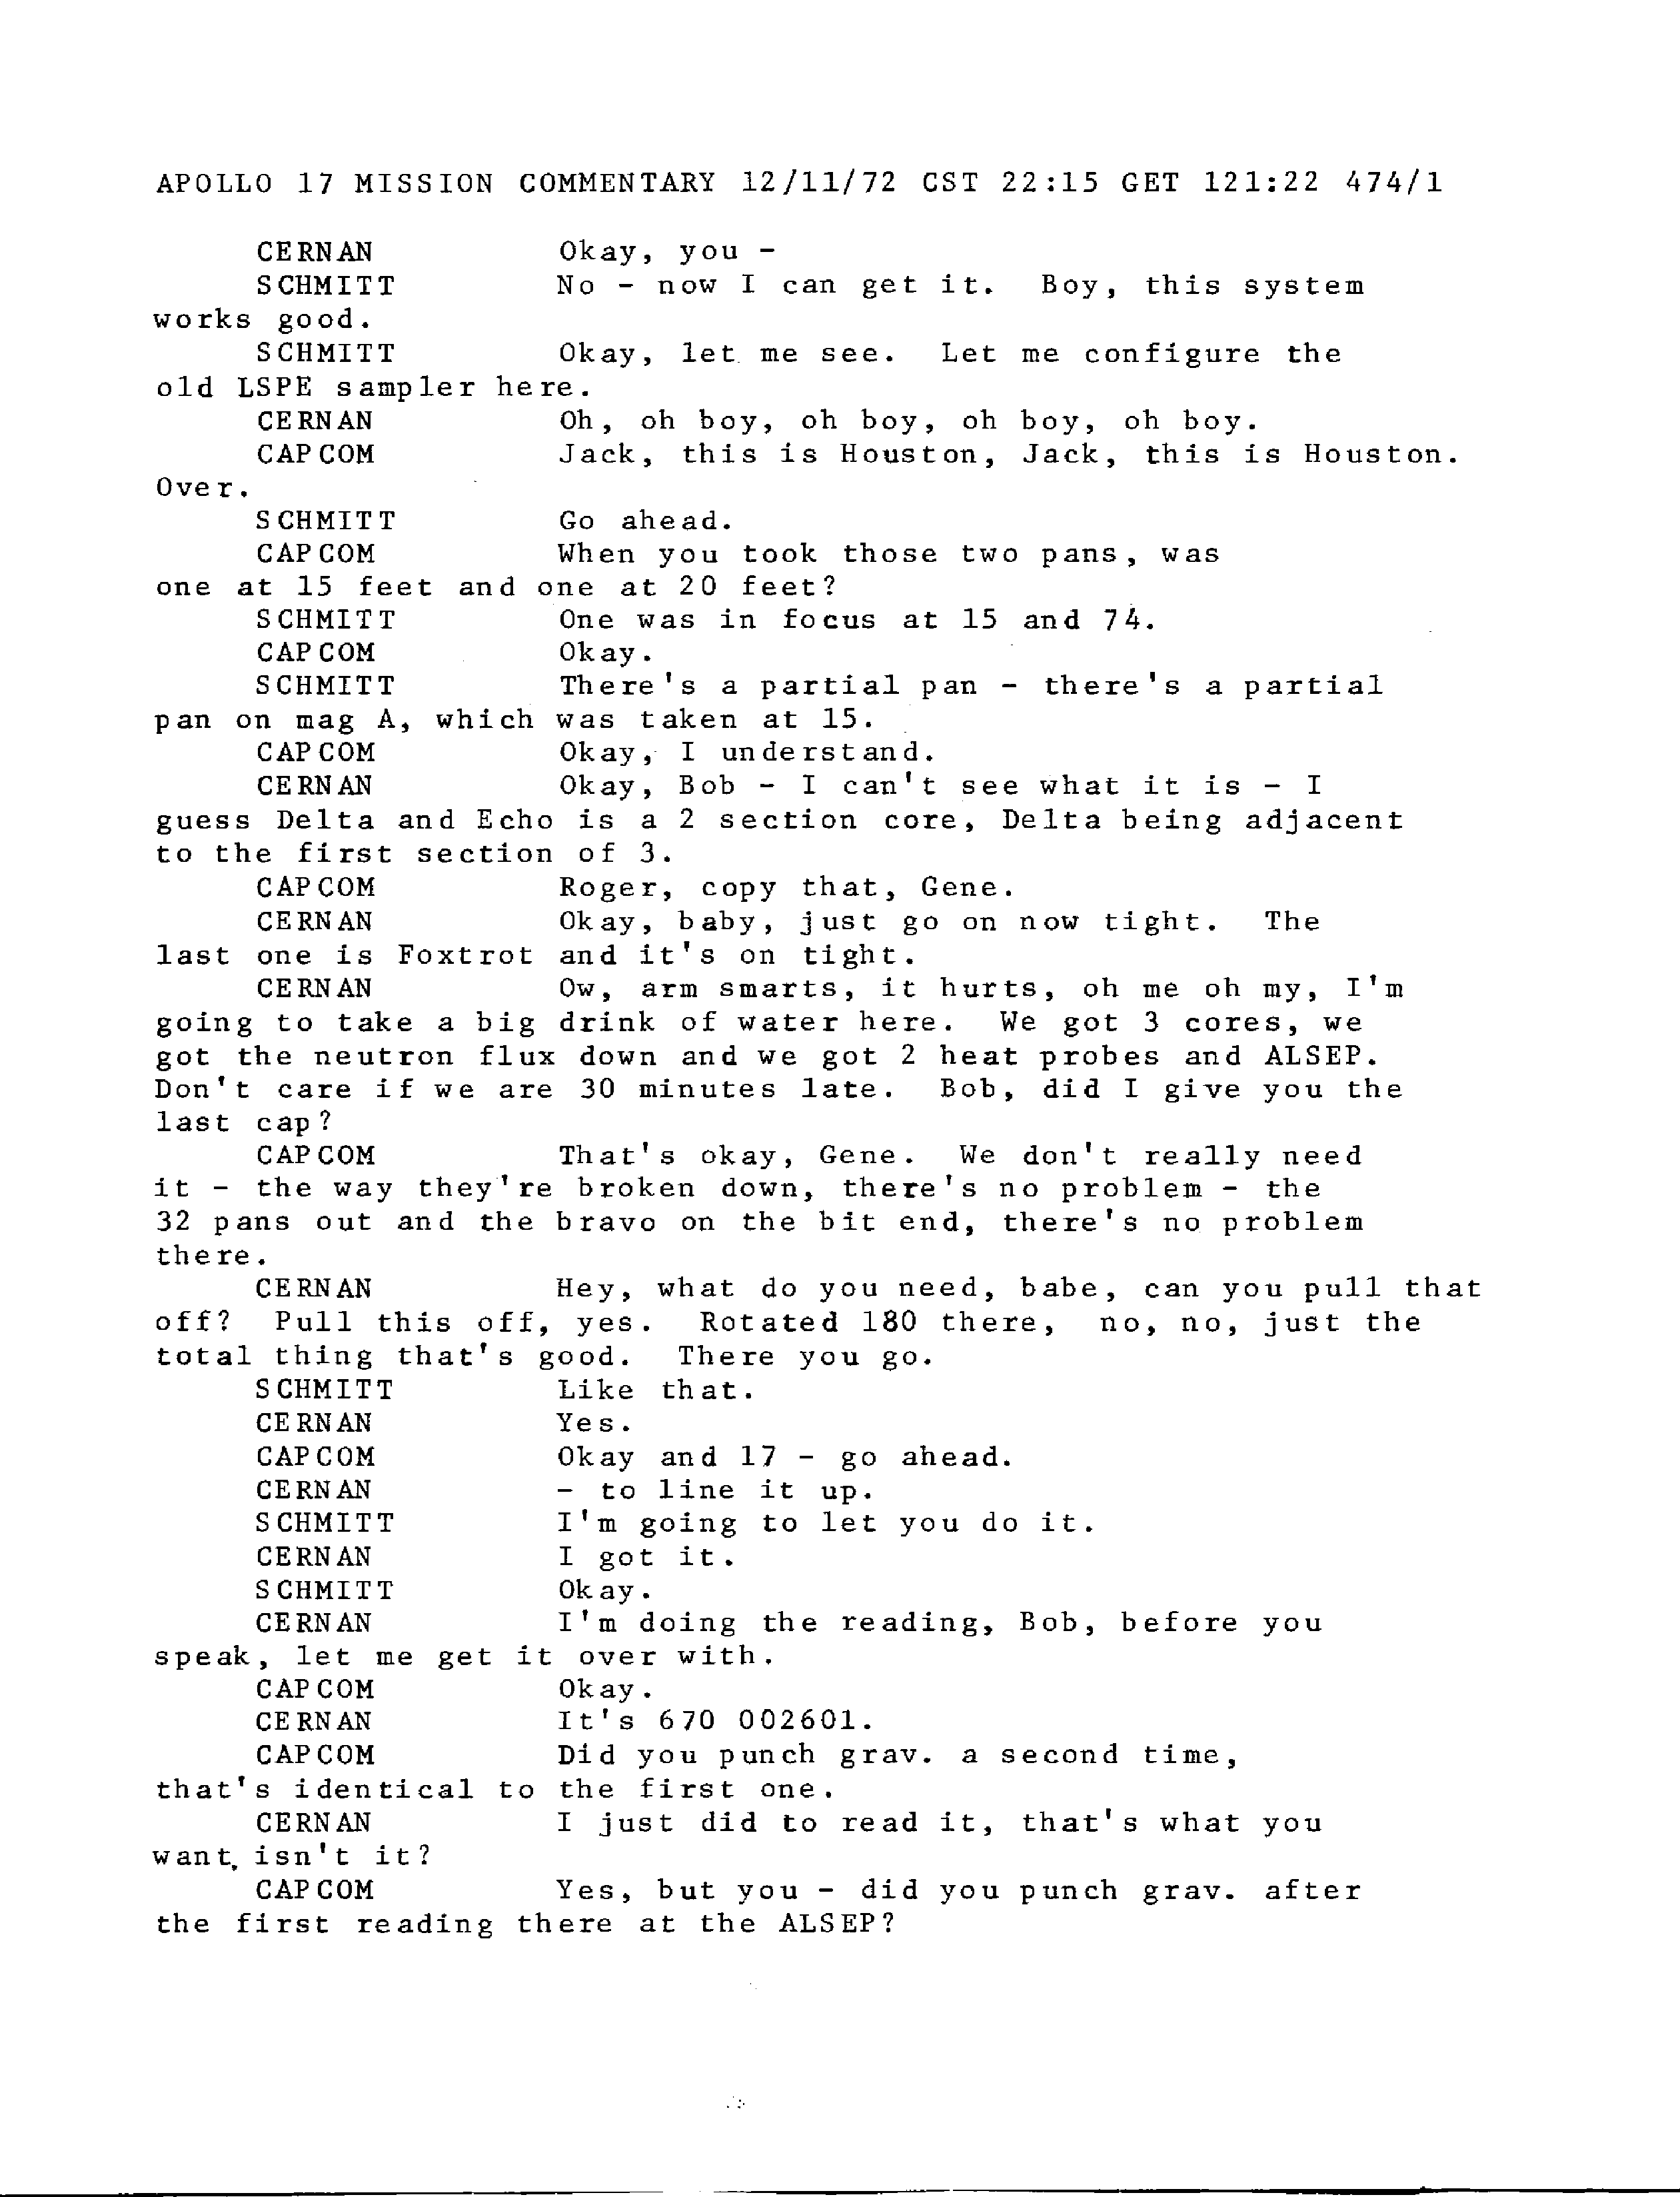 APOLLO 17 MISSION COMMENTARY 12/11/72 CST 22:15 GET 121:22 474/1
CERNAN Okay, you -
SCHMITT No - now I can get it. Boy, this system
works good.
SCHMITT Okay, let me see. Let me configure the
old LSPE sampler here.
CERNAN Oh, oh boy, oh boy, oh boy, oh boy.
CAPCOM Jack, this is Houston, Jack, this is Houston.
Over.
SCHMITT Go ahead.
CAPCOM When you took those two pans, was
one at 15 feet and one at 20 feet?
SCHMITT One was in focus at 15 and 74.
CAPCOM Okay.
SCHMITT There's a partial pan - there's a partial
pan on mag A, which was taken at 15.
CAPCOM Okay, I understand.
CERNAN Okay, Bob - I can't see what it is - I
guess Delta and Echo is a 2 section core, Delta being adjacent
to the first section of 3.
CAPCOM Roger, copy that, Gene.
CERNAN Okay, baby, just go on now tight. The
last one is Foxtrot and it's on tight.
CERNAN Ow, arm smarts, it hurts, oh me oh my, I'm
going to take a big drink of water here. We got 3 cores, we
got the neutron flux down and we got 2 heat probes and ALSEP.
Don't care if we are 30 minutes late. Bob, did I give you the
last cap?
CAPCOM That's okay, Gene. We don't really need
it - the way they're broken down, there's no problem - the
32 pans out and the bravo on the bit end, there's no problem
there.
CERNAN Hey, what do you need, babe, can you pull that
off? Pull this off, yes. Rotated 180 there, no, no, just the
total thing that's good. There you go.
SCHMITT Like that.
CERNAN Yes.
CAPCOM Okay and 17 - go ahead.
CERNAN - to line it up.
SCHMITT I'm going to let you do it.
CERNAN I got it.
SCHMITT Okay.
CERNAN I'm doing the reading, Bob, before you
speak, let me get it over with.
CAPCOM Okay.
CERNAN It's 670 002601.
CAPCOM Did you punch grav. a second time,
that's identical to the first one.
CERNAN I just did to read it, that's what you
want, isn't it?
CAPCOM Yes, but you - did you punch grav. after
the first reading there at the ALSEP?